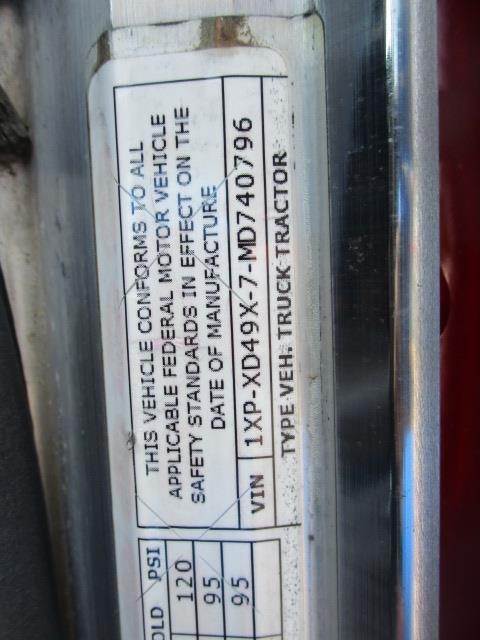 THIS VEHICLE CONFORMS TO ALL
APPLICABLE FEDERAL MOTOR VEHICLE
SAFETY STANDARDS IN EFFECT ON THE
DATE OF MANUFACTURE
VIN 1XP-XD49X-7-MD740796
TYPE VEH. TRUCK TRACTOR
OLD PSI
120
95
95